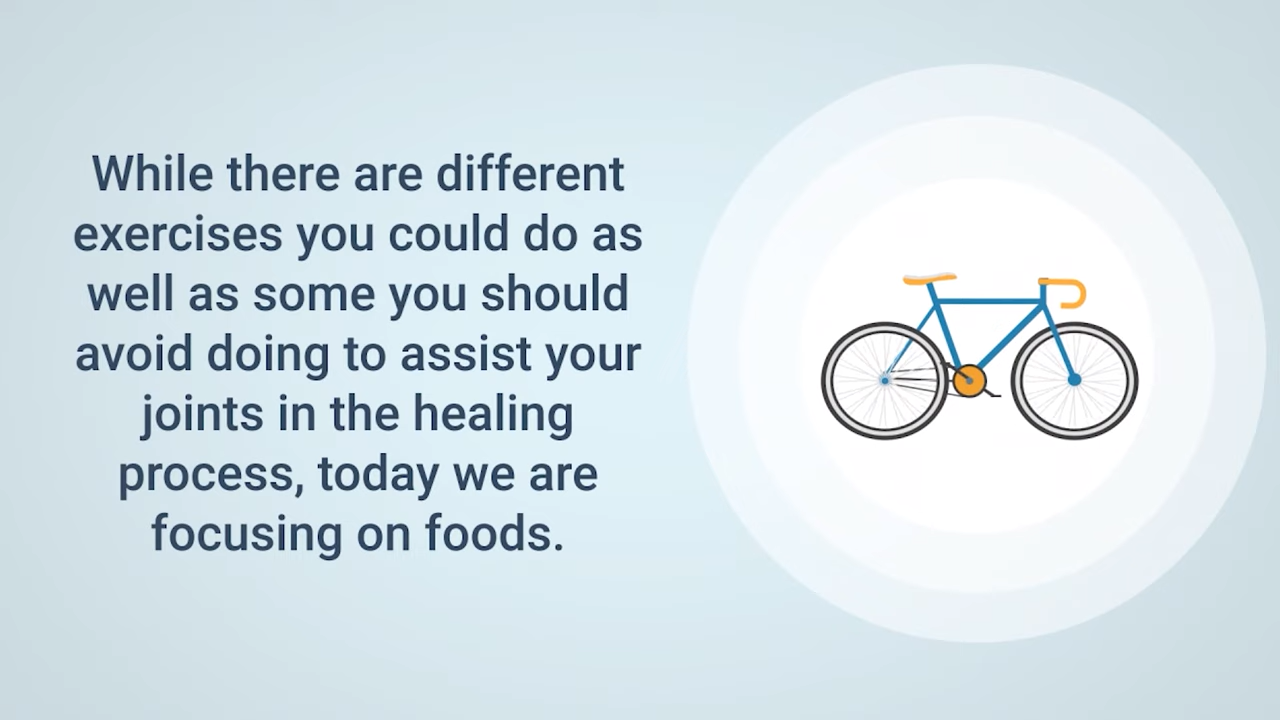 While there are different
exercises you could do as
well as some you should
avoid doing to assist your
joints in the healing
process, today we are
focusing on foods.